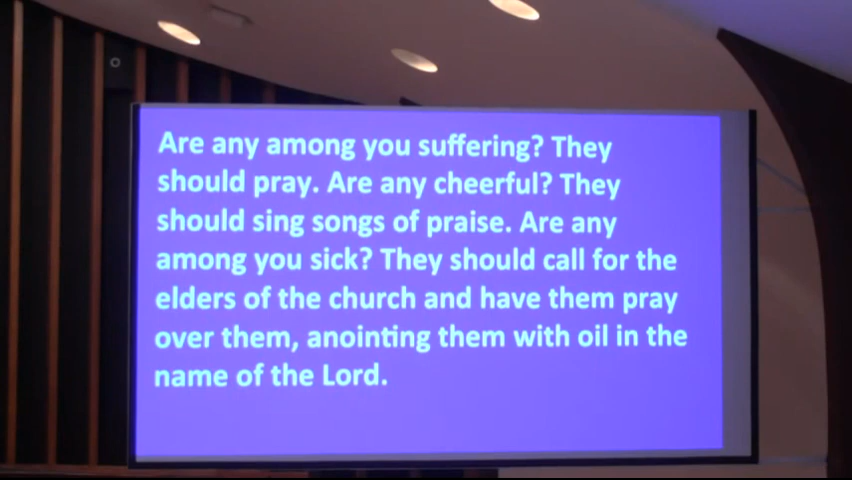 Are any among you suffering? They
should pray. Are any cheerful? They
should sing songs of praise. Are any
among you sick? They should call for the
elders of the church and have them pray
over them, anointing them with oil in the
name of the Lord.